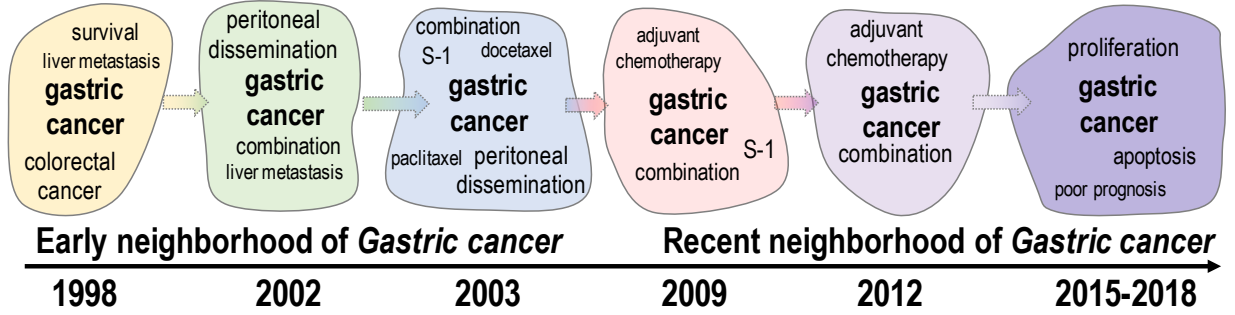 survival
liver metastasis
gastric
cancer
colorectal
cancer
peritoneal
dissemination
gastric
cancer
combination
liver metastasis
combination
S-1 docetaxel
gastric
cancer
paclitaxel peritoneal
dissemination
adjuvant
chemotherapy
gastric
cancer
S-1
combination
adjuvant
chemotherapy
gastric
cancer
combination
proliferation
gastric
cancer
apoptosis
poor prognosis
Early neighborhood of Gastric cancer
Recent neighborhood of Gastric cancer
1998 2002 2003 2009 2012 2015-2018